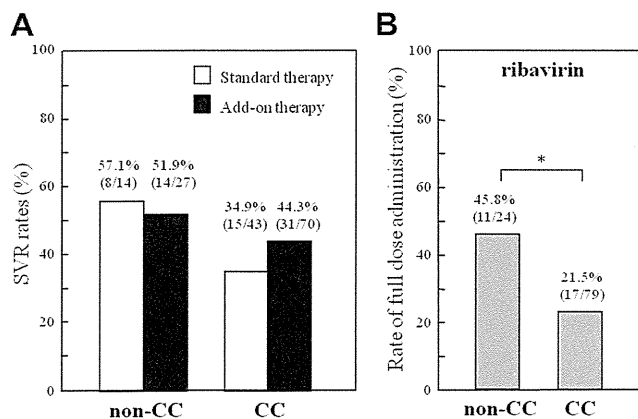 A
100
80
60
40
20
0
SVR rates (%)
Standard therapy
Add-on therapy
57.1% 51.9%
(8/14) (14/27)
34.9% 44.3%
(15/43) (31/70)
non-CC CC
B
100
80
60
40
20
0
Rate of full dose administration (%)
ribavirin
*
45.8%
(11/24)
21.5%
(17/79)
non-CC CC